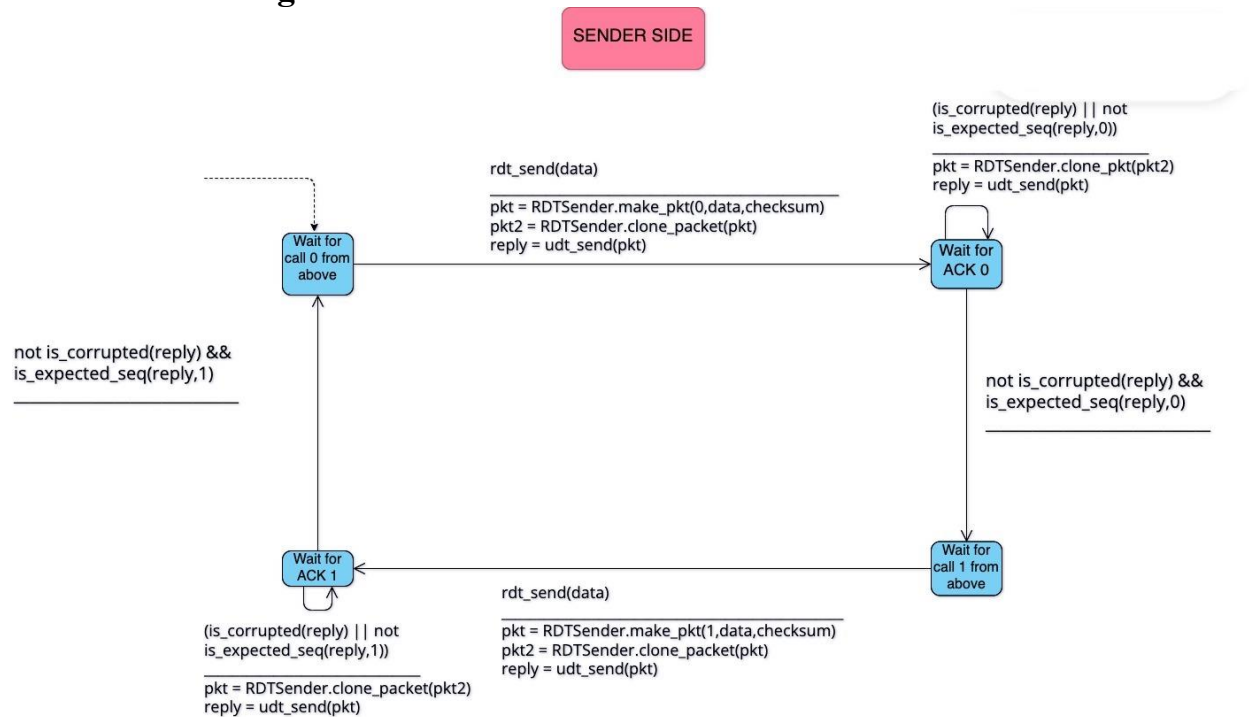 SENDER SIDE
(is_corrupted(reply) || not
is_expected_seq(reply,0))
pkt = RDTSender.clone_pkt(pkt2)
reply = udt_send(pkt)
rdt_send(data)
pkt = RDTSender.make_pkt(0,data,checksum)
pkt2 = RDTSender.clone_packet(pkt)
reply = udt_send(pkt)
Wait for
call 0 from
above
Wait for
ACK 0
not is_corrupted(reply) &&
is_expected_seq(reply,1)
not is_corrupted(reply) &&
is_expected_seq(reply,0)
Wait for
ACK 1
Wait for
call 1 from
above
rdt_send(data)
pkt = RDTSender.make_pkt(1,data,checksum)
pkt2 = RDTSender.clone_packet(pkt)
reply = udt_send(pkt)
(is_corrupted(reply) || not
is_expected_seq(reply,1))
pkt = RDTSender.clone_packet(pkt2)
reply = udt_send(pkt)